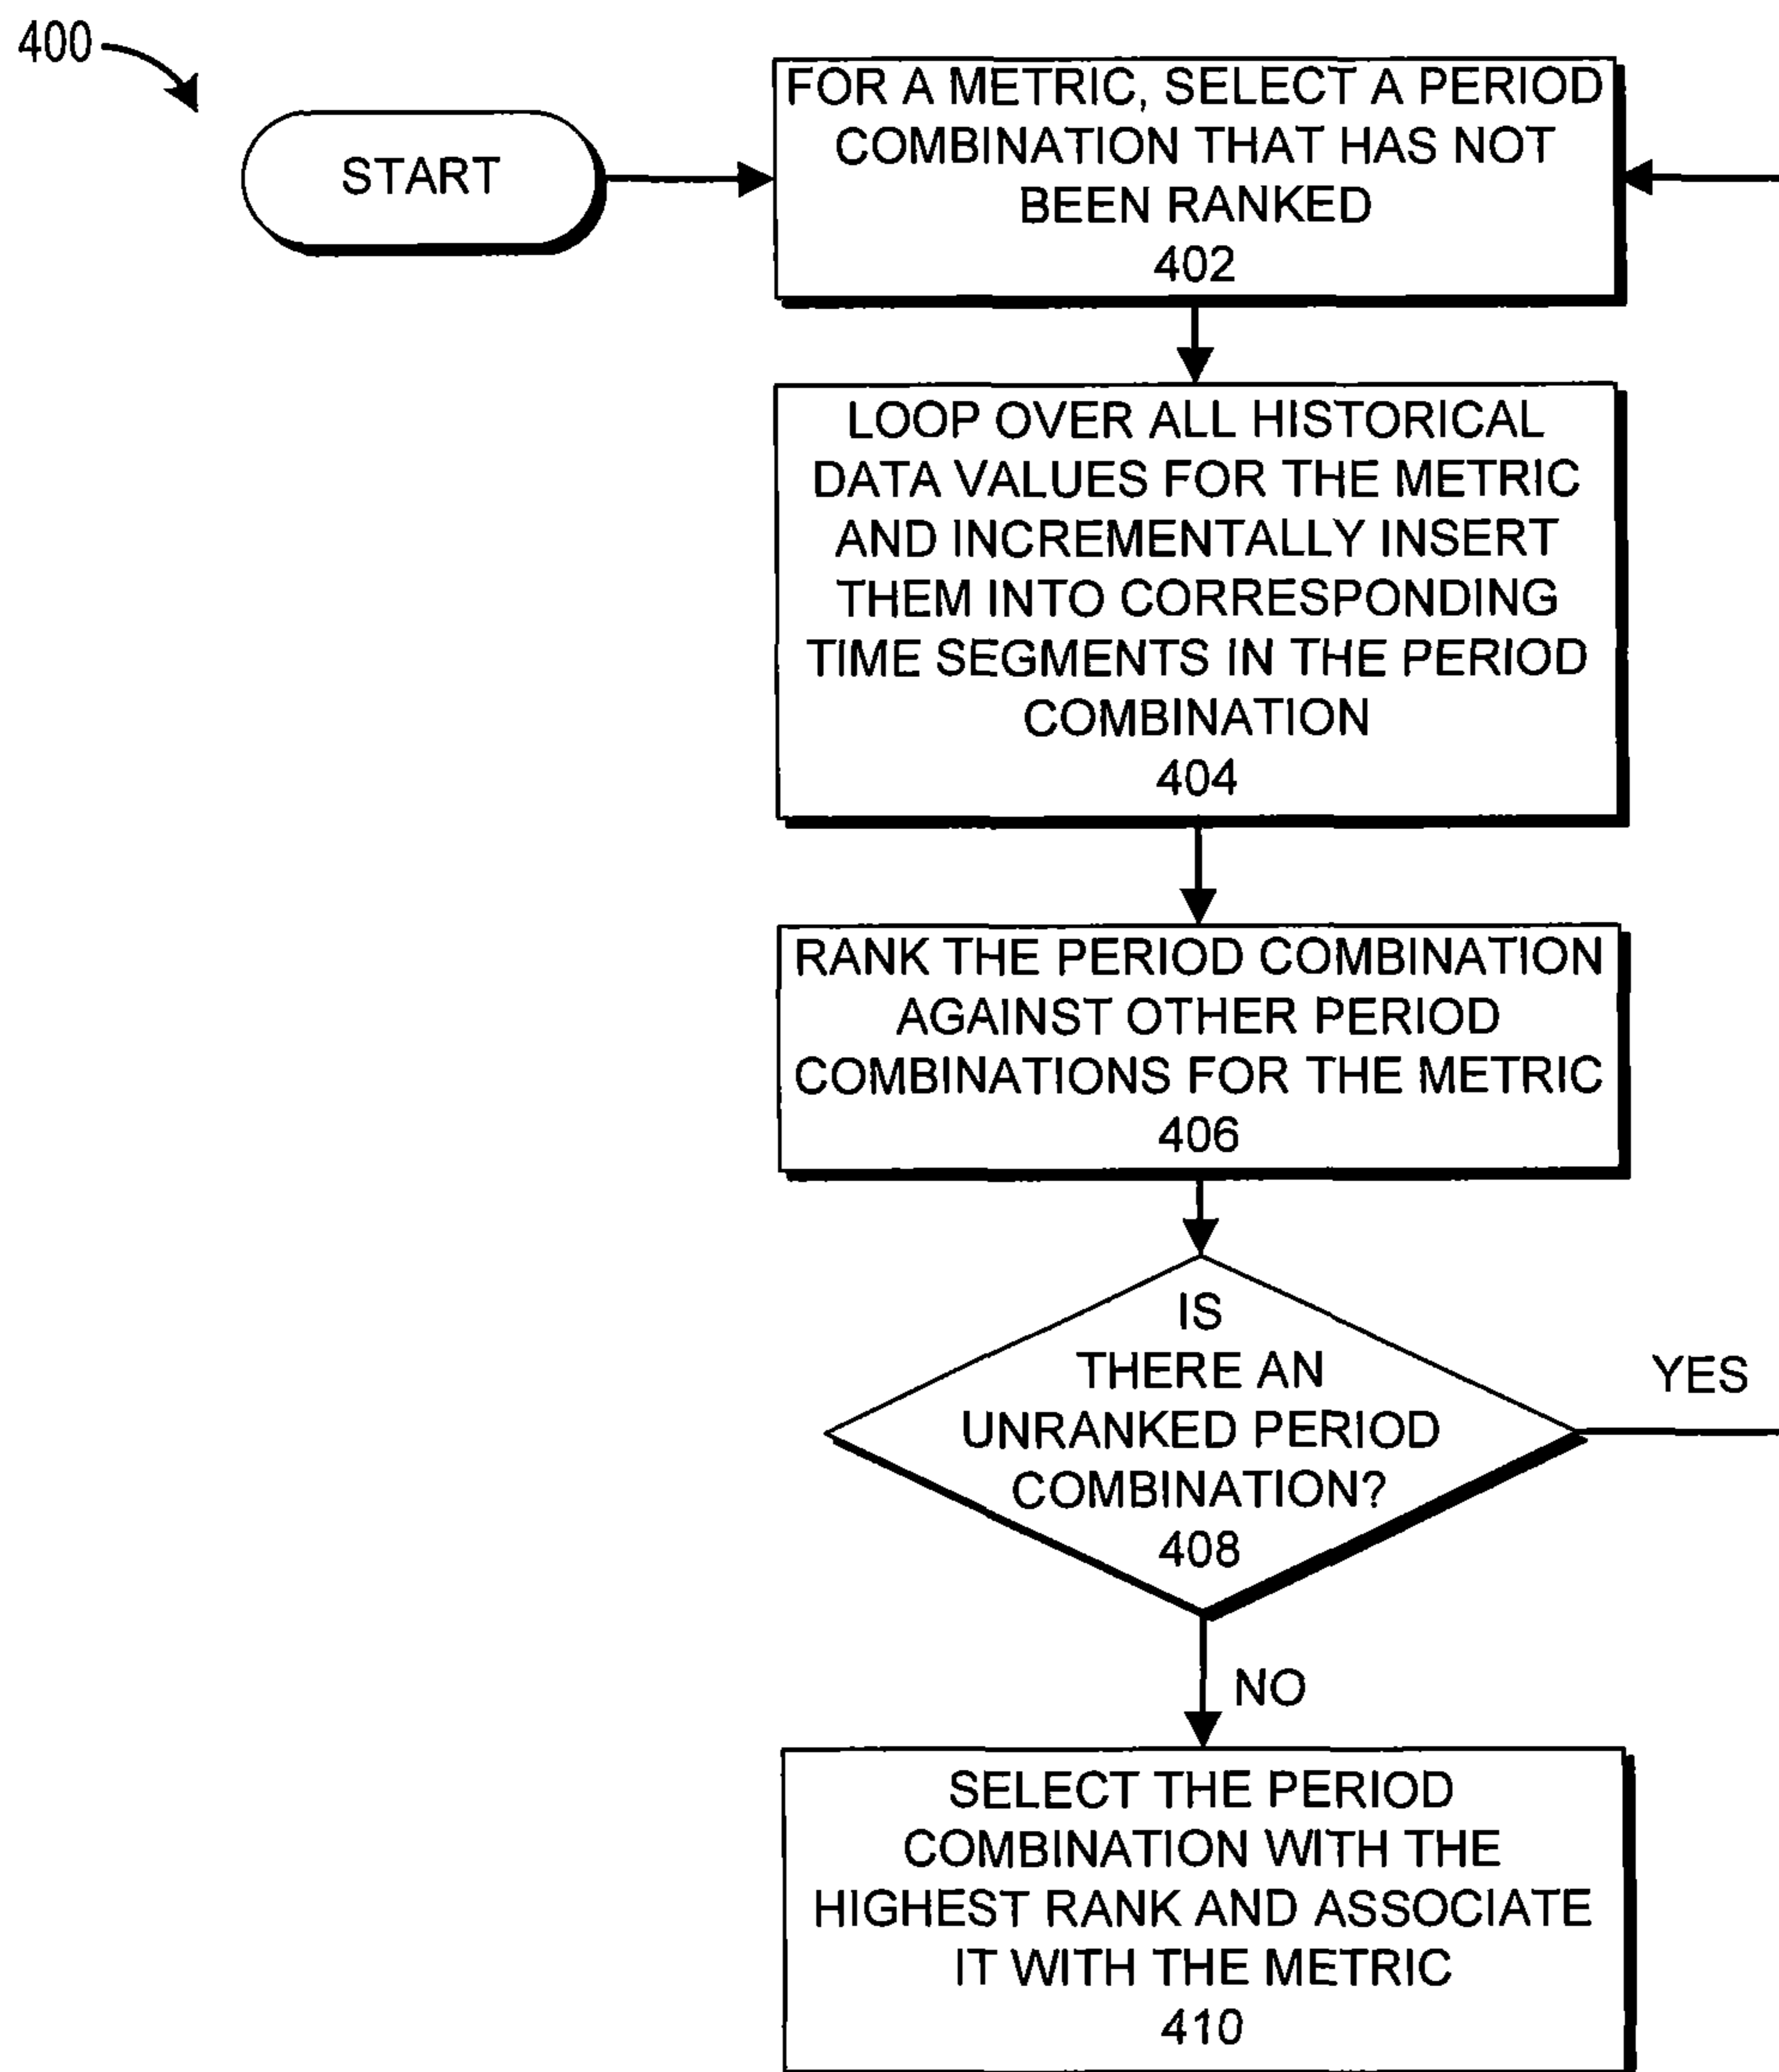 400
START
FOR A METRIC, SELECT A PERIOD
COMBINATION THAT HAS NOT
BEEN RANKED
402
LOOP OVER ALL HISTORICAL
DATA VALUES FOR THE METRIC
AND INCREMENTALLY INSERT
THEM INTO CORRESPONDING
TIME SEGMENTS IN THE PERIOD
COMBINATION
404
RANK THE PERIOD COMBINATION
AGAINST OTHER PERIOD
COMBINATIONS FOR THE METRIC
406
IS
THERE AN
UNRANKED PERIOD
COMBINATION?
408
YES
NO
SELECT THE PERIOD
COMBINATION WITH THE
HIGHEST RANK AND ASSOCIATE
IT WITH THE METRIC
410